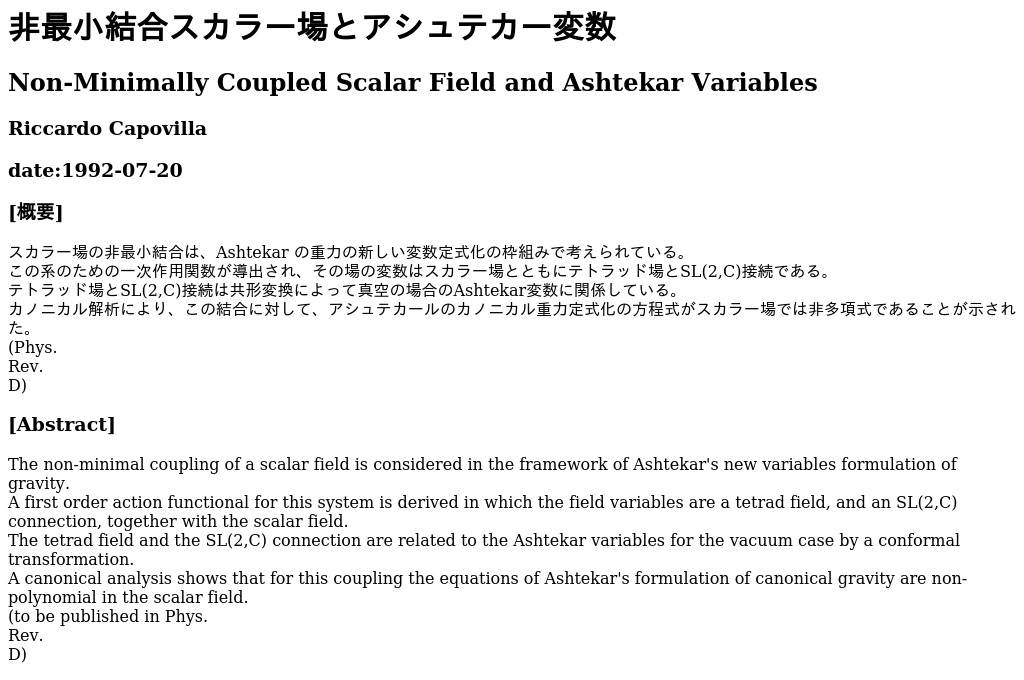 非最小結合スカラー場とアシュテカー変数
Non-Minimally Coupled Scalar Field and Ashtekar Variables
Riccardo Capovilla
date:1992-07-20
[概要]
スカラー場の非最小結合は、Ashtekar の重力の新しい変数定式化の枠組みで考えられている。
この系のための一次作用関数が導出され、その場の変数はスカラー場とともにテトラッド場とSL(2,C)接続である。
テトラッド場とSL(2,C)接続は共形変換によって真空の場合のAshtekar変数に関係している。
カノニカル解析により、この結合に対して、アシュテカールのカノニカル重力定式化の方程式がスカラー場では非多項式であることが示され
た。
(Phys.
Rev.
D)
[Abstract]
The non-minimal coupling of a scalar field is considered in the framework of Ashtekar's new variables formulation of
gravity.
A first order action functional for this system is derived in which the field variables are a tetrad field, and an SL(2,C)
connection, together with the scalar field.
The tetrad field and the SL(2,C) connection are related to the Ashtekar variables for the vacuum case by a conformal
transformation.
A canonical analysis shows that for this coupling the equations of Ashtekar's formulation of canonical gravity are non-
polynomial in the scalar field.
(to be published in Phys.
Rev.
D)